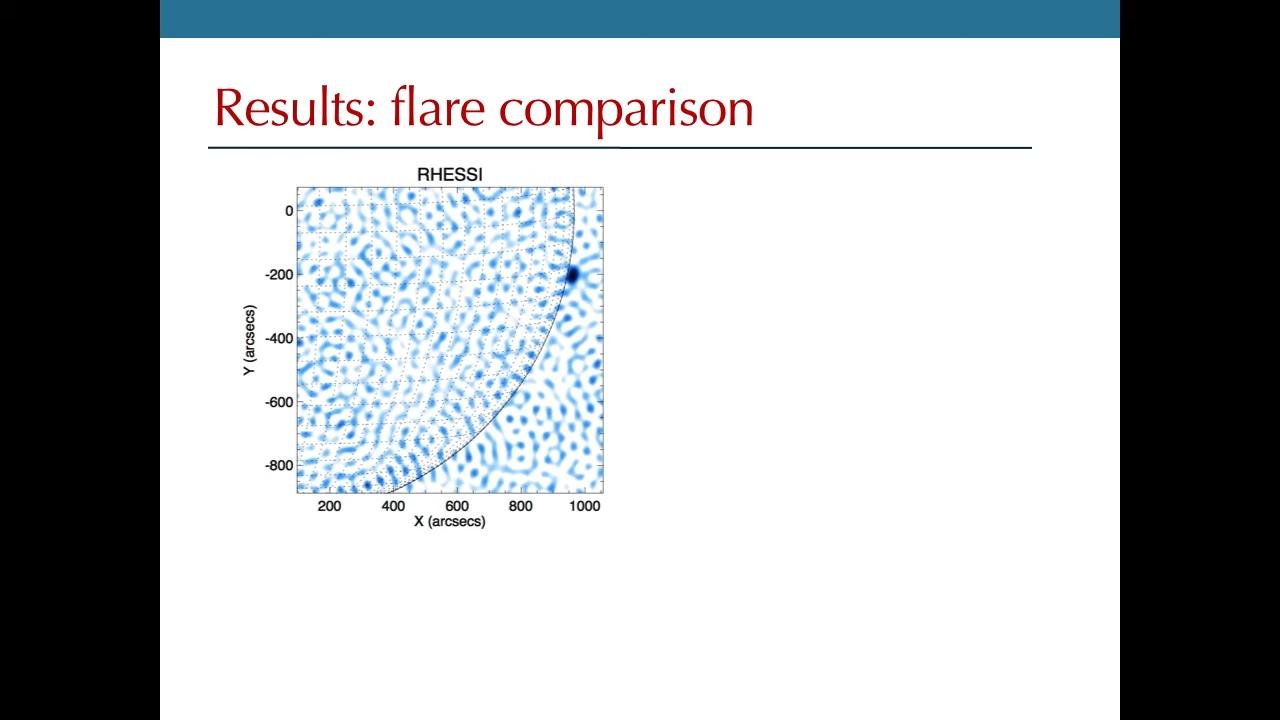 Results: flare comparison
RHESSI
0
-200
-400
-600
-800
Y (arcsecs)
200 400 600 800 1000
X (arcsecs)